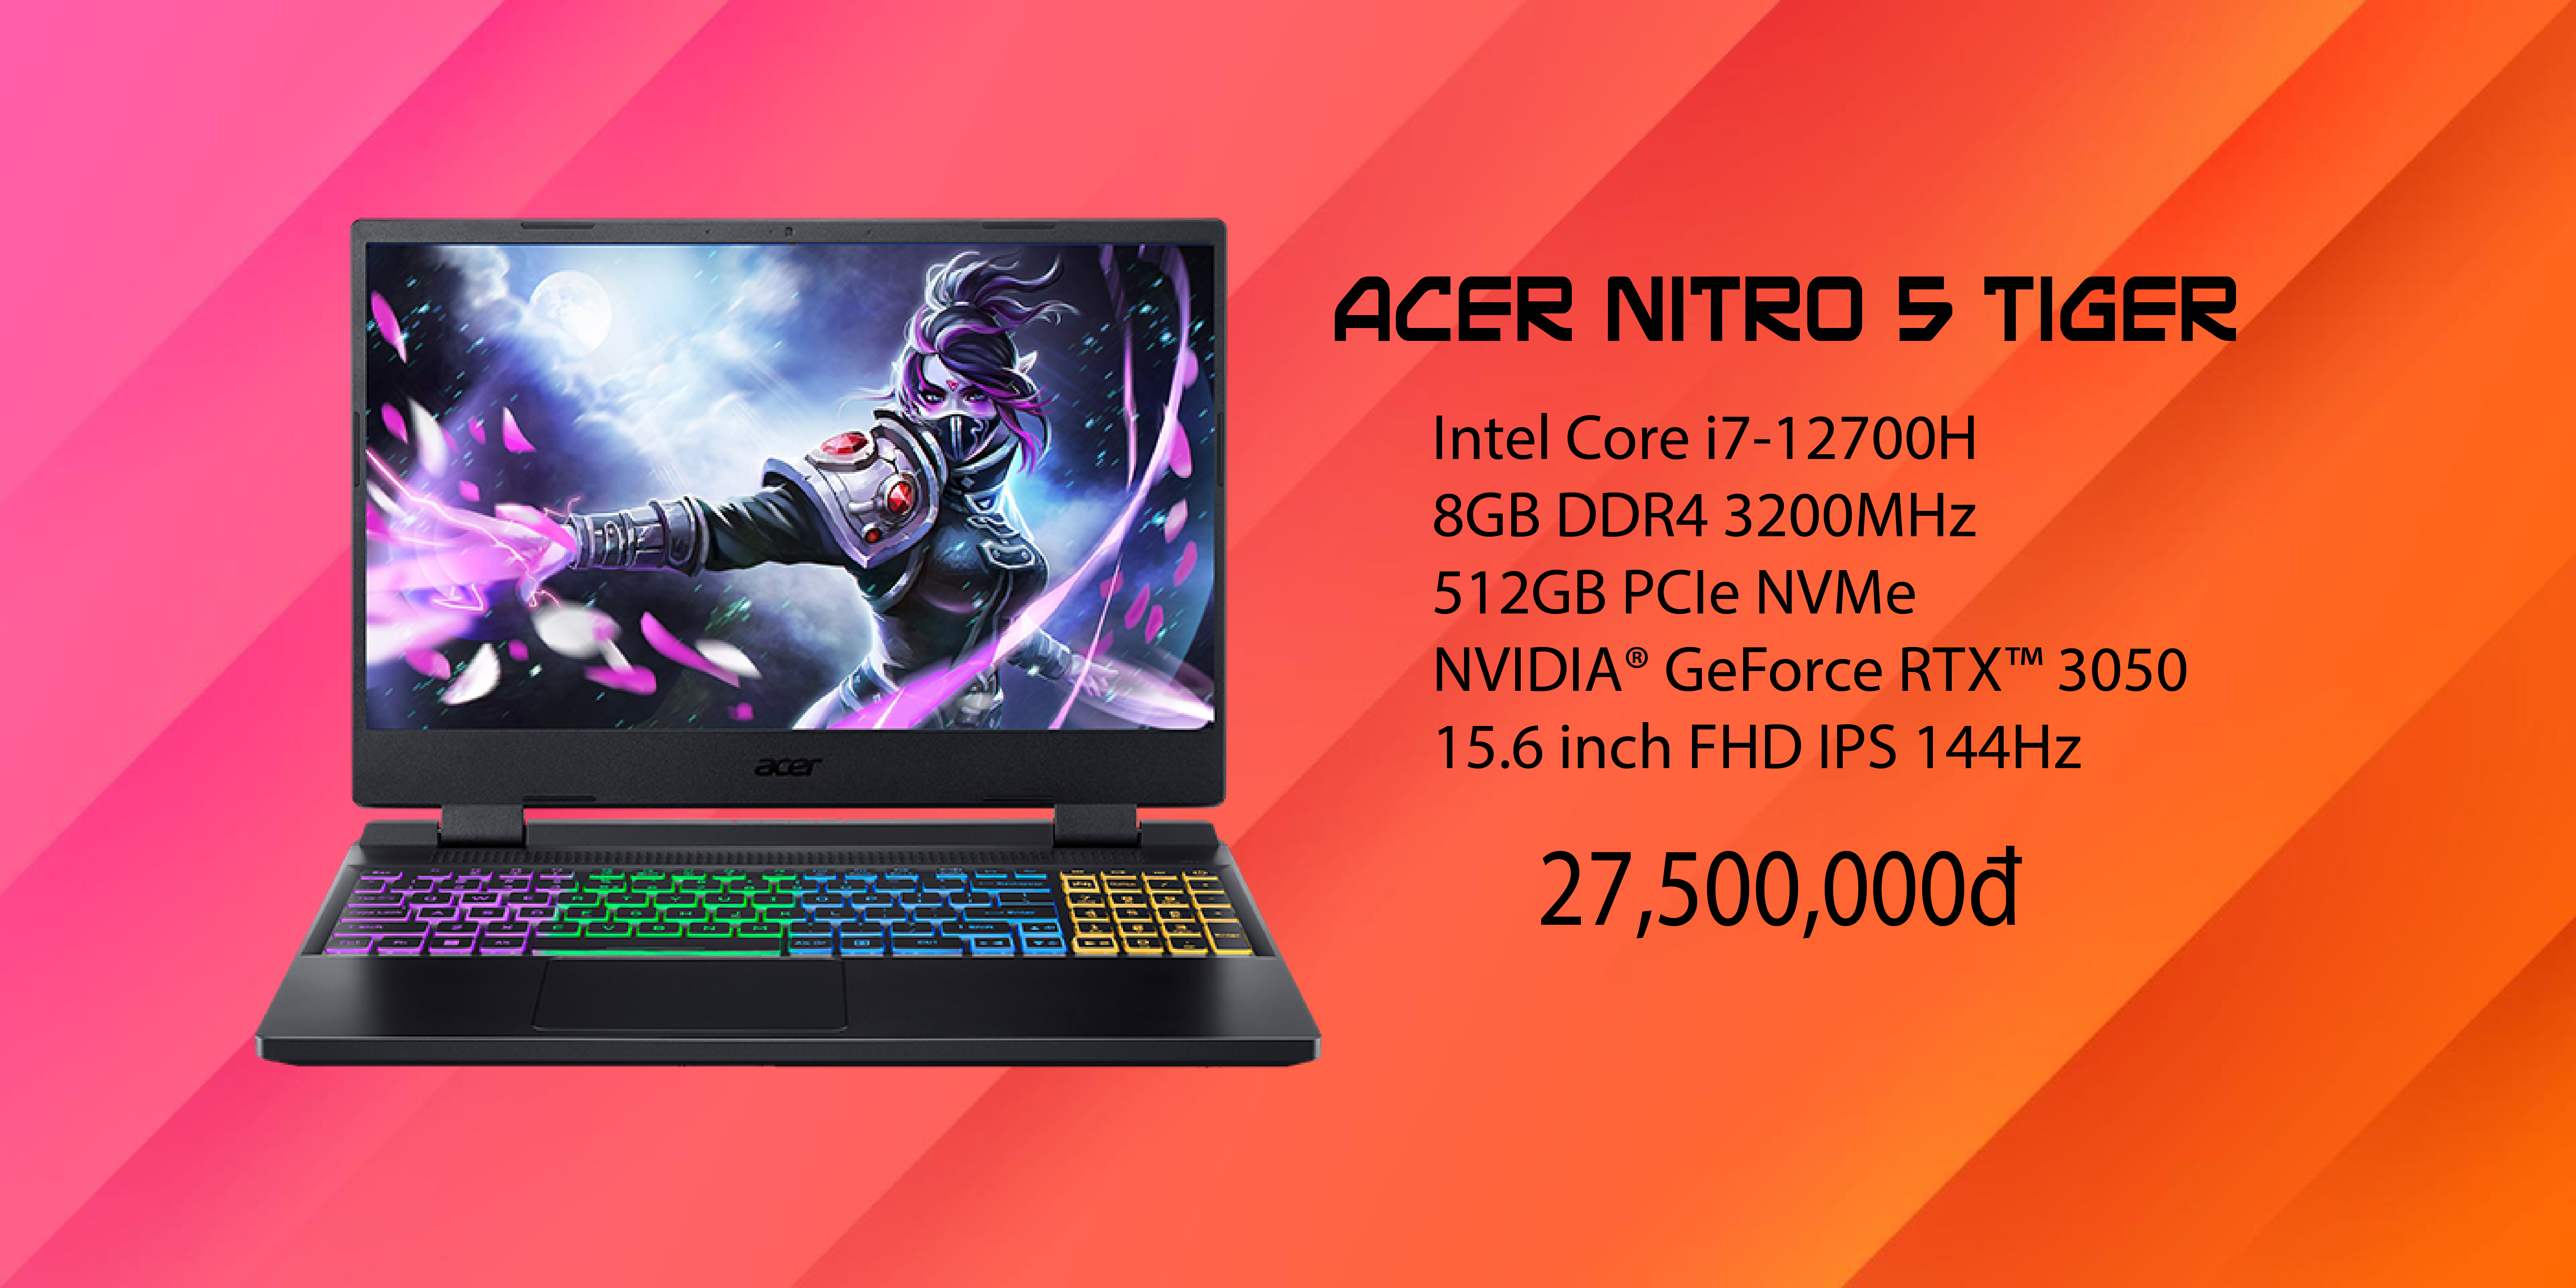 ACER NITRO 5 TIGER
Intel Core i7-12700H
8GB DDR4 3200MHz
512GB PCIe NVMe
NVIDIA® GeForce RTX™ 3050
15.6 inch FHD IPS 144Hz
27,500,000đ
acer